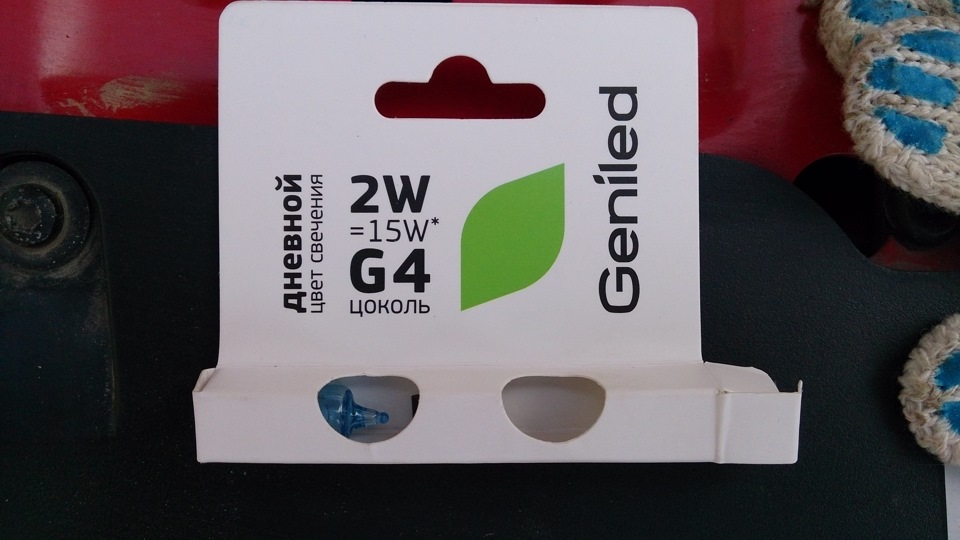 Geniled
2W
=15W*
G4
цоколь
дневной
цвет свечения